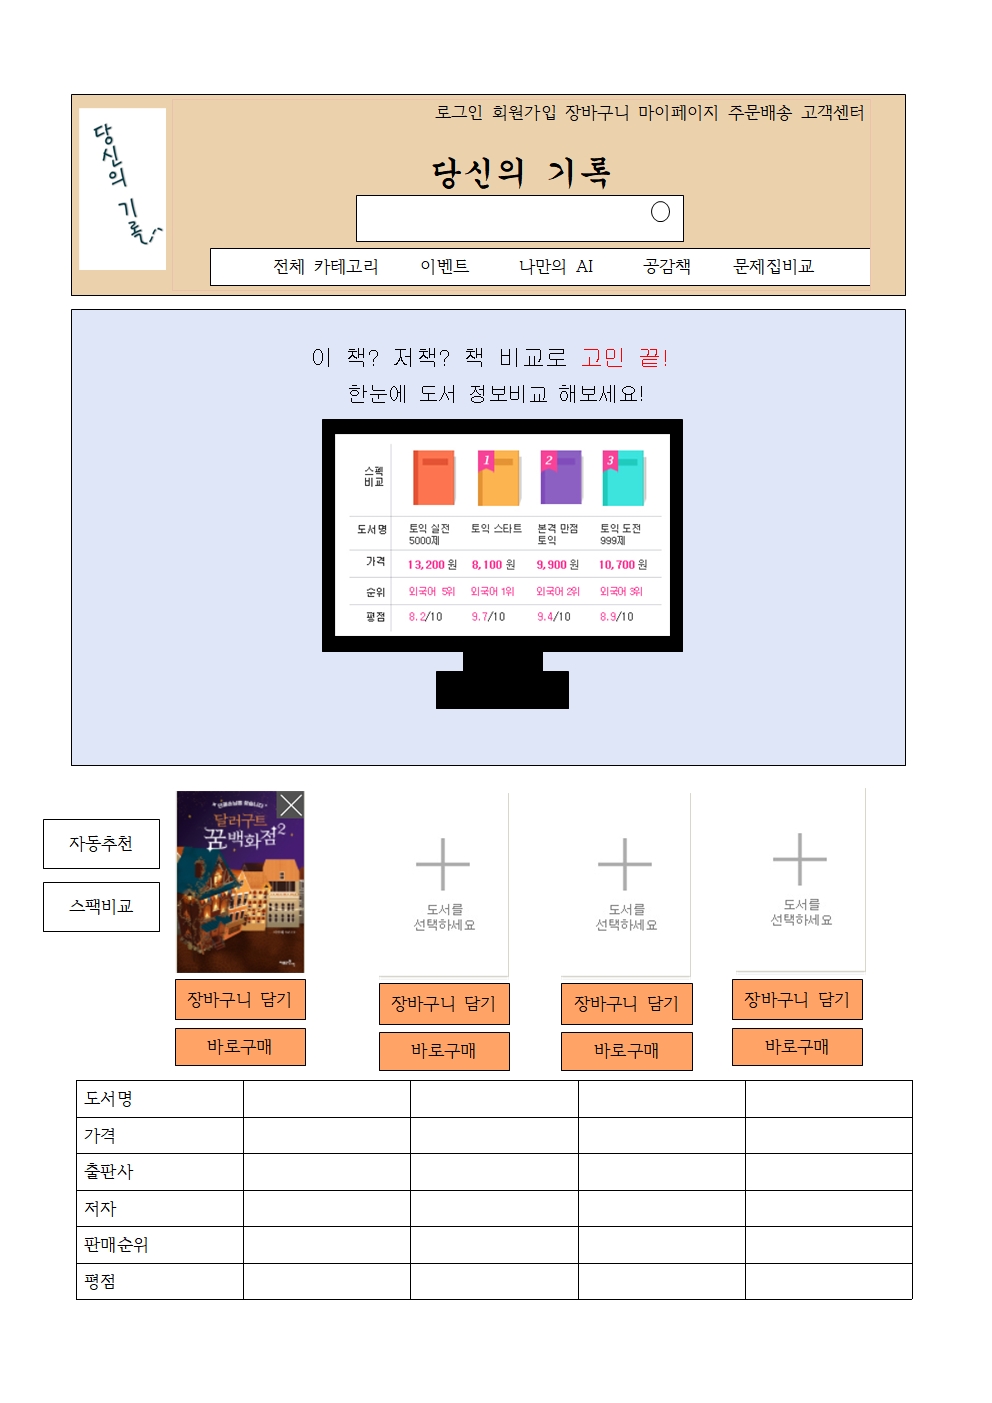 로그인 회원가입 장바구니 마이페이지 주문배송 고객센터
당
신
의
기
록
당신의 기록
전체 카테고리 이벤트 나만의 AI 공감책 문제집비교
이 책? 저책? 책 비교로 고민 끝!
한눈에 도서 정보비교 해보세요!
스펙
비교
1 2 3
도서명 토익 실전 5000제 토익 스타트 본격 만점 토익 토익 도전 999제
가격 13,200 원 8,100 원 9,900 원 10,700 원
순위 외국어 5위 외국어 1위 외국어 2위 외국어 3위
평점 8.2/10 9.7/10 9.4/10 8.9/10
자동추천
스팩비교
달러구트
꿈백화점2
도서를
선택하세요
도서를
선택하세요
도서를
선택하세요
장바구니 담기 장바구니 담기 장바구니 담기 장바구니 담기
바로구매 바로구매 바로구매 바로구매
도서명
가격
출판사
저자
판매순위
평점